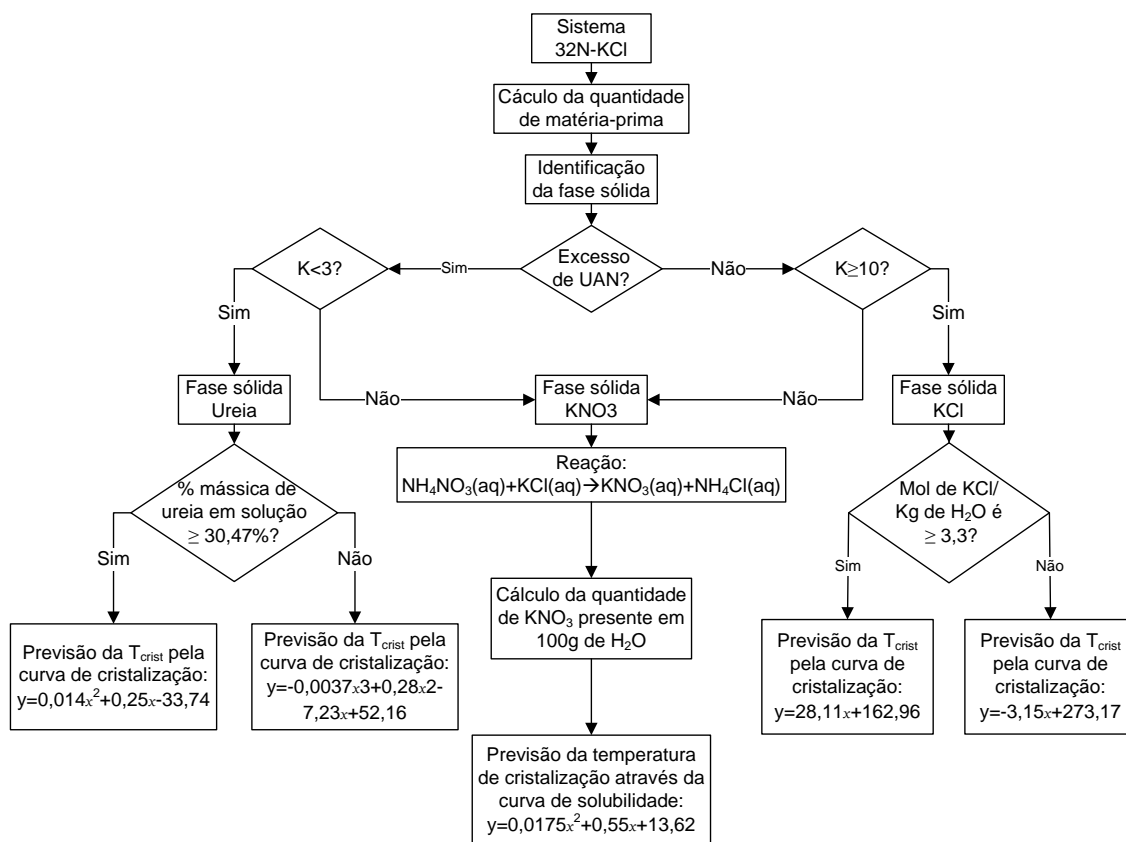 Sistema
32N-KCl
Cáculo da quantidade
de matéria-prima
Identificação
da fase sólida
Excesso
de UAN?
Sim
Não
K<3?
K≥10?
Sim
Não
Não
Sim
Fase sólida
Ureia
Fase sólida
KNO3
Fase sólida
KCl
% mássica de
ureia em solução
≥ 30,47%?
Sim
Não
Reação:
NH₄NO₃(aq)+KCl(aq)→KNO₃(aq)+NH₄Cl(aq)
Mol de KCl/
Kg de H₂O é
≥ 3,3?
Sim
Não
Cálculo da quantidade
de KNO₃ presente em
100g de H₂O
Previsão da T꜀ᵣᵢₛₜ pela
curva de cristalização:
y=0,014x²+0,25x-33,74
Previsão da T꜀ᵣᵢₛₜ pela
curva de cristalização:
y=-0,0037x3+0,28x2-
7,23x+52,16
Previsão da T꜀ᵣᵢₛₜ
pela curva de
cristalização:
y=28,11x+162,96
Previsão da T꜀ᵣᵢₛₜ
pela curva de
cristalização:
y=-3,15x+273,17
Previsão da temperatura
de cristalização através da
curva de solubilidade:
y=0,0175x²+0,55x+13,62